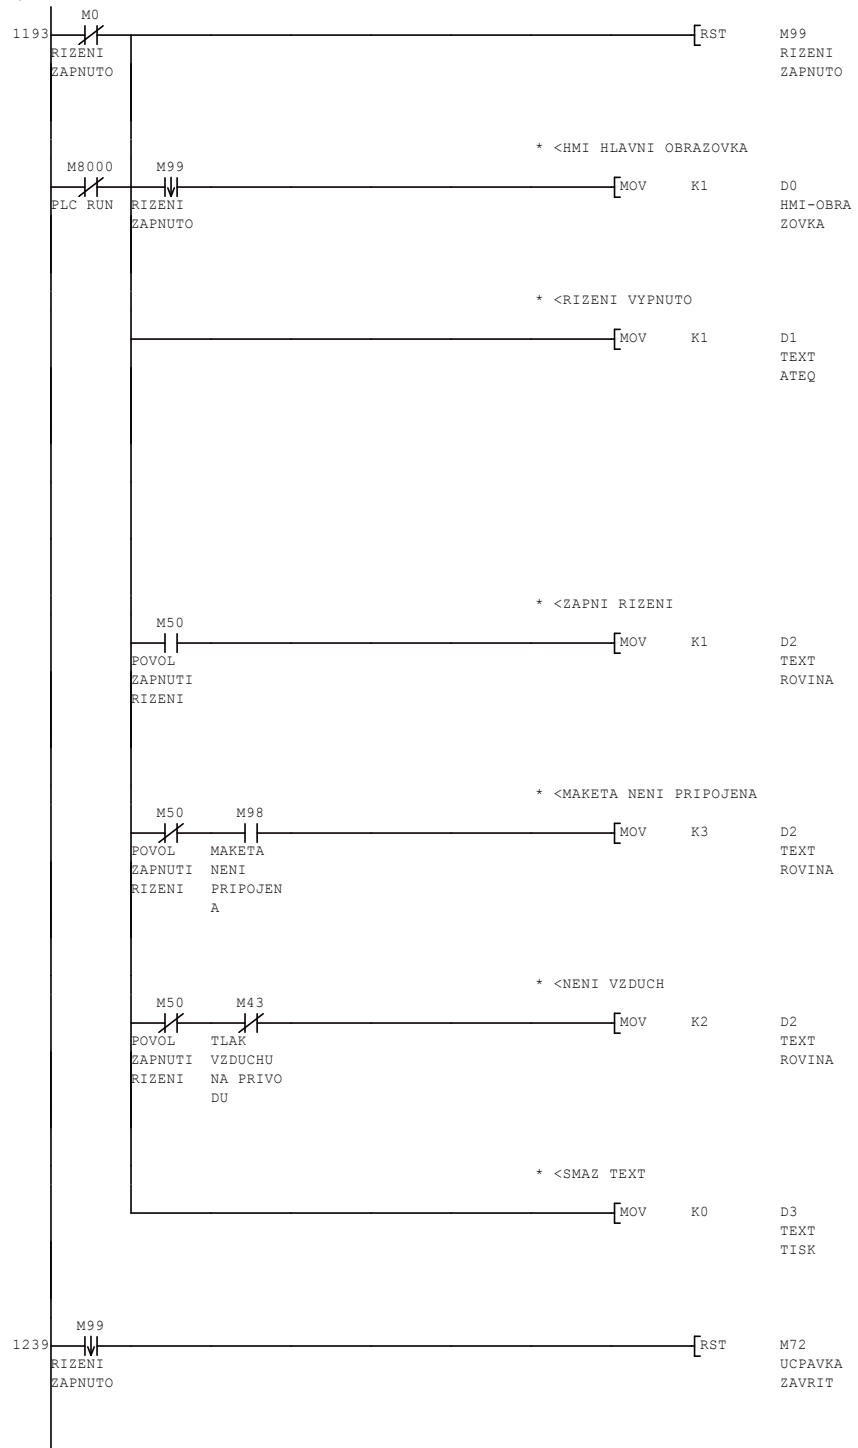 M0
1193 RST M99
RIZENI RIZENI
ZAPNUTO ZAPNUTO
* <HMI HLAVNI OBRAZOVKA
M8000 M99
MOV K1 D0
PLC RUN RIZENI HMI-OBRA
ZAPNUTO ZOVKA
* <RIZENI VYPNUTO
MOV K1 D1
TEXT
ATEQ
* <ZAPNI RIZENI
M50
MOV K1 D2
POVOL TEXT
ZAPNUTI ROVINA
RIZENI
* <MAKETA NENI PRIPOJENA
M50 M98
MOV K3 D2
POVOL MAKETA TEXT
ZAPNUTI NENI ROVINA
RIZENI PRIPOJEN
A
* <NENI VZDUCH
M50 M43
MOV K2 D2
POVOL TLAK TEXT
ZAPNUTI VZDUCHU ROVINA
RIZENI NA PRIVO
DU
* <SMAZ TEXT
MOV K0 D3
TEXT
TISK
M99
1239 RST M72
RIZENI UCPAVKA
ZAPNUTO ZAVRIT